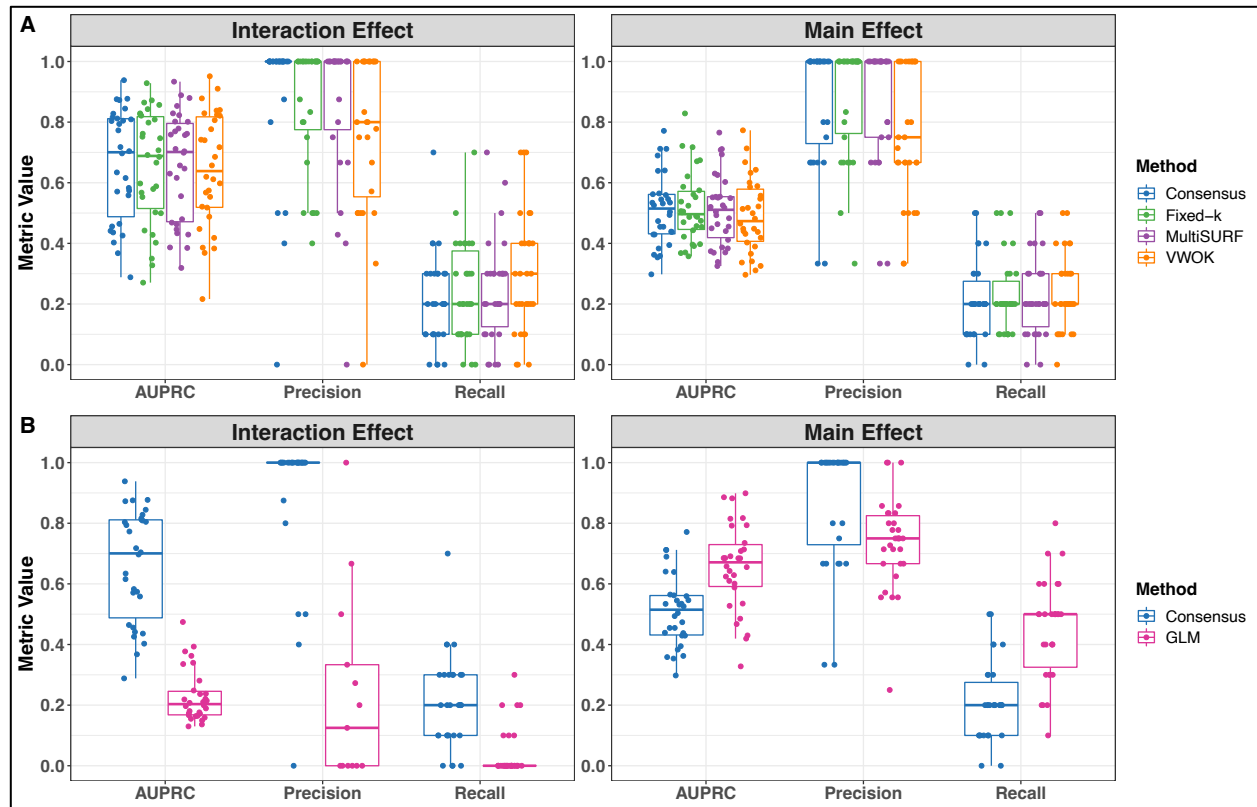 A
Interaction Effect
Main Effect
Metric Value
1.0
0.8
0.6
0.4
0.2
0.0
AUPRC
Precision
Recall
AUPRC
Precision
Recall
Method
Consensus
Fixed-k
MultiSURF
VWOK
B
Interaction Effect
Main Effect
Metric Value
1.0
0.8
0.6
0.4
0.2
0.0
AUPRC
Precision
Recall
AUPRC
Precision
Recall
Method
Consensus
GLM